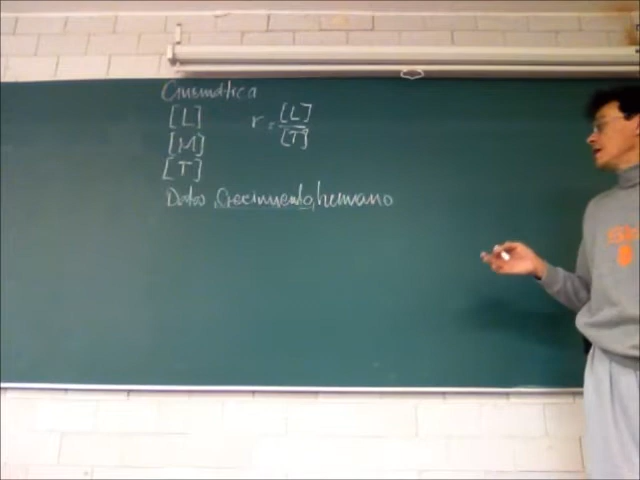 Cinemática
[L]
r = [L]/[T]
[M]
[T]
Datos, Crecimiento, humano